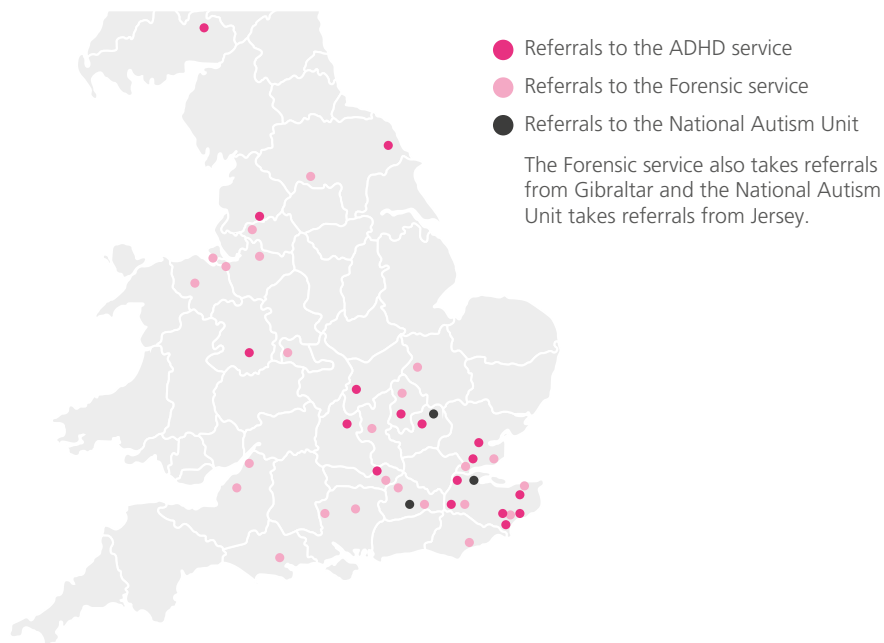 Referrals to the ADHD service
Referrals to the Forensic service
Referrals to the National Autism Unit
The Forensic service also takes referrals
from Gibraltar and the National Autism
Unit takes referrals from Jersey.